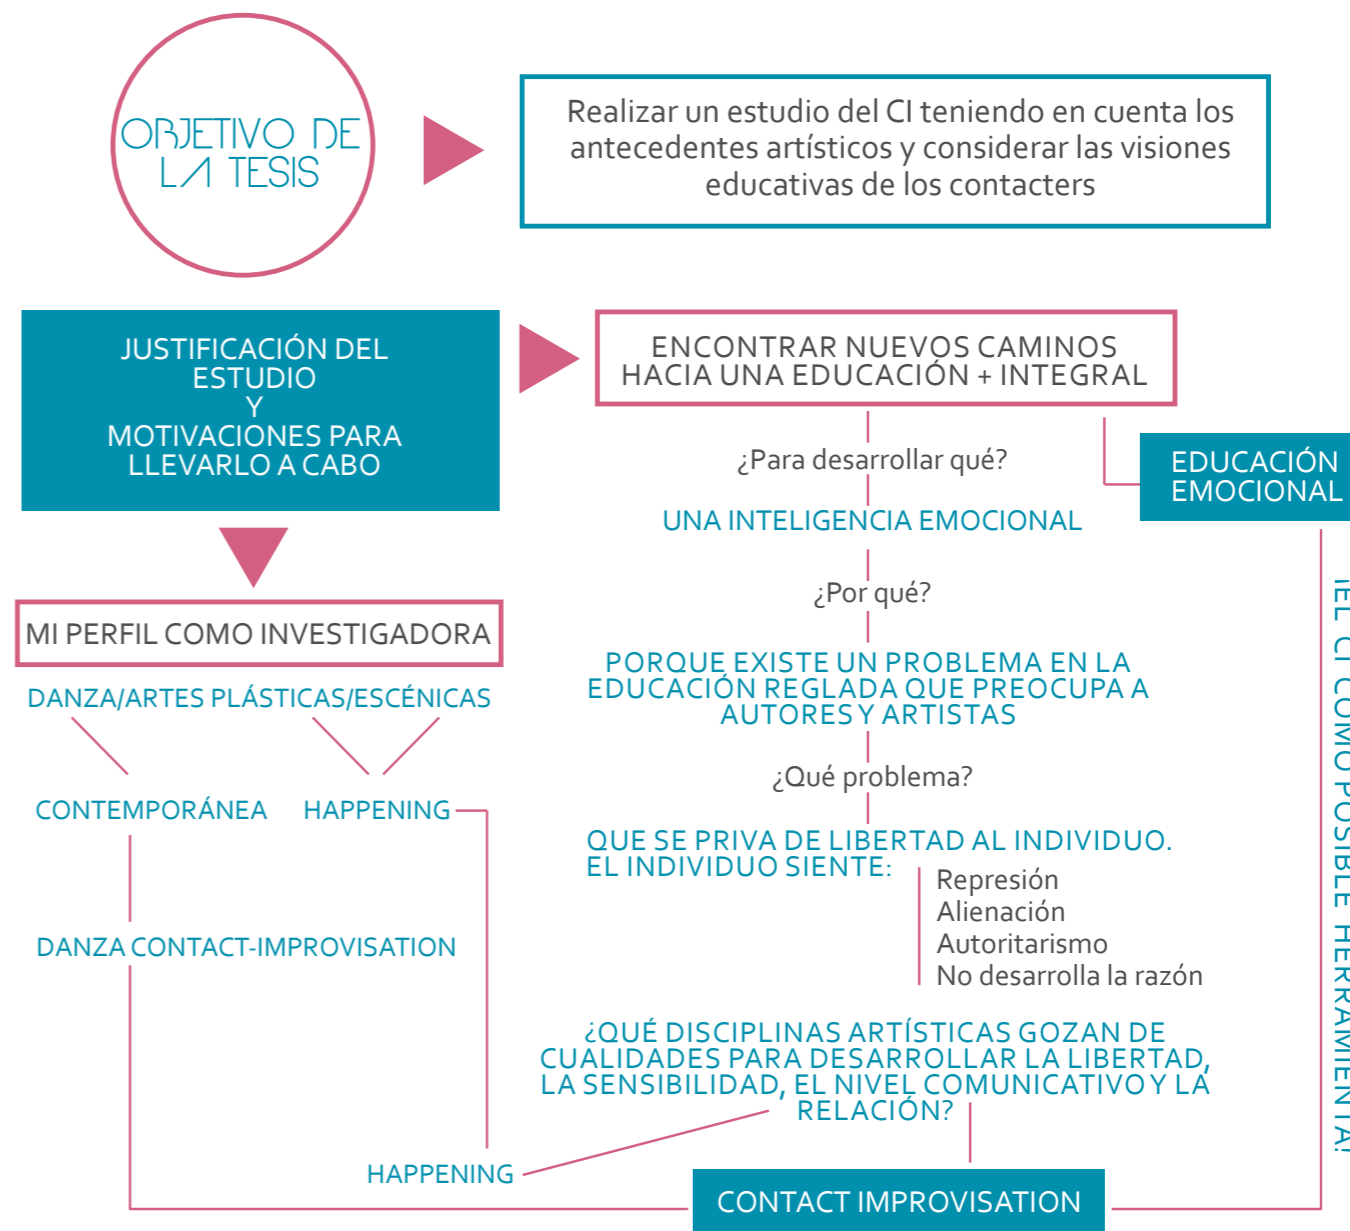 OBJETIVO DE
LA TESIS
Realizar un estudio del CI teniendo en cuenta los
antecedentes artísticos y considerar las visiones
educativas de los contacters
JUSTIFICACIÓN DEL
ESTUDIO
Y
MOTIVACIONES PARA
LLEVARLO A CABO
ENCONTRAR NUEVOS CAMINOS
HACIA UNA EDUCACIÓN + INTEGRAL
¿Para desarrollar qué?
EDUCACIÓN
EMOCIONAL
UNA INTELIGENCIA EMOCIONAL
¿Por qué?
¡EL CI COMO POSIBLE HERRAMIENTA!
MI PERFIL COMO INVESTIGADORA
PORQUE EXISTE UN PROBLEMA EN LA
EDUCACIÓN REGLADA QUE PREOCUPA A
AUTORES Y ARTISTAS
DANZA/ARTES PLÁSTICAS/ESCÉNICAS
¿Qué problema?
CONTEMPORÁNEA
HAPPENING
QUE SE PRIVA DE LIBERTAD AL INDIVIDUO.
EL INDIVIDUO SIENTE:
Represión
Alienación
Autoritarismo
No desarrolla la razón
DANZA CONTACT-IMPROVISATION
¿QUÉ DISCIPLINAS ARTÍSTICAS GOZAN DE
CUALIDADES PARA DESARROLLAR LA LIBERTAD,
LA SENSIBILIDAD, EL NIVEL COMUNICATIVO Y LA
RELACIÓN?
HAPPENING
CONTACT IMPROVISATION